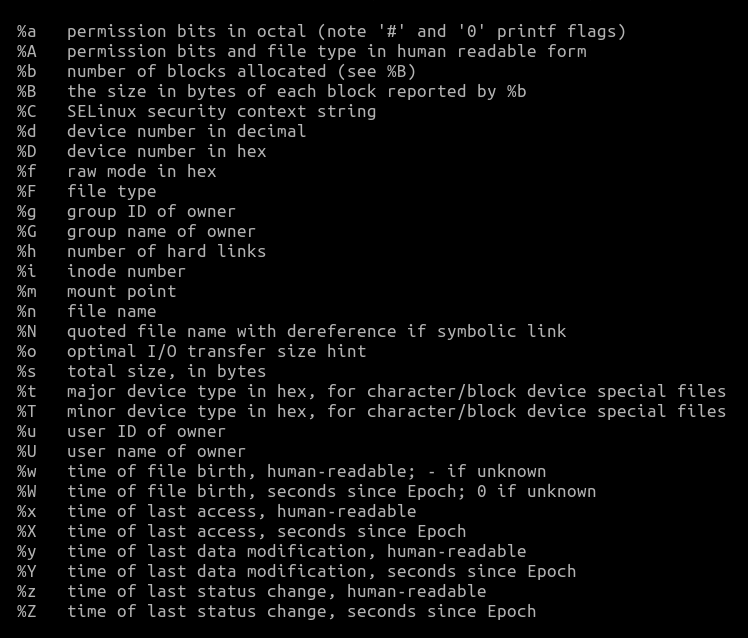 %a   permission bits in octal (note '#' and '0' printf flags)
%A   permission bits and file type in human readable form
%b   number of blocks allocated (see %B)
%B   the size in bytes of each block reported by %b
%C   SELinux security context string
%d   device number in decimal
%D   device number in hex
%f   raw mode in hex
%F   file type
%g   group ID of owner
%G   group name of owner
%h   number of hard links
%i   inode number
%m   mount point
%n   file name
%N   quoted file name with dereference if symbolic link
%o   optimal I/O transfer size hint
%s   total size, in bytes
%t   major device type in hex, for character/block device special files
%T   minor device type in hex, for character/block device special files
%u   user ID of owner
%U   user name of owner
%w   time of file birth, human-readable; - if unknown
%W   time of file birth, seconds since Epoch; 0 if unknown
%x   time of last access, human-readable
%X   time of last access, seconds since Epoch
%y   time of last data modification, human-readable
%Y   time of last data modification, seconds since Epoch
%z   time of last status change, human-readable
%Z   time of last status change, seconds since Epoch